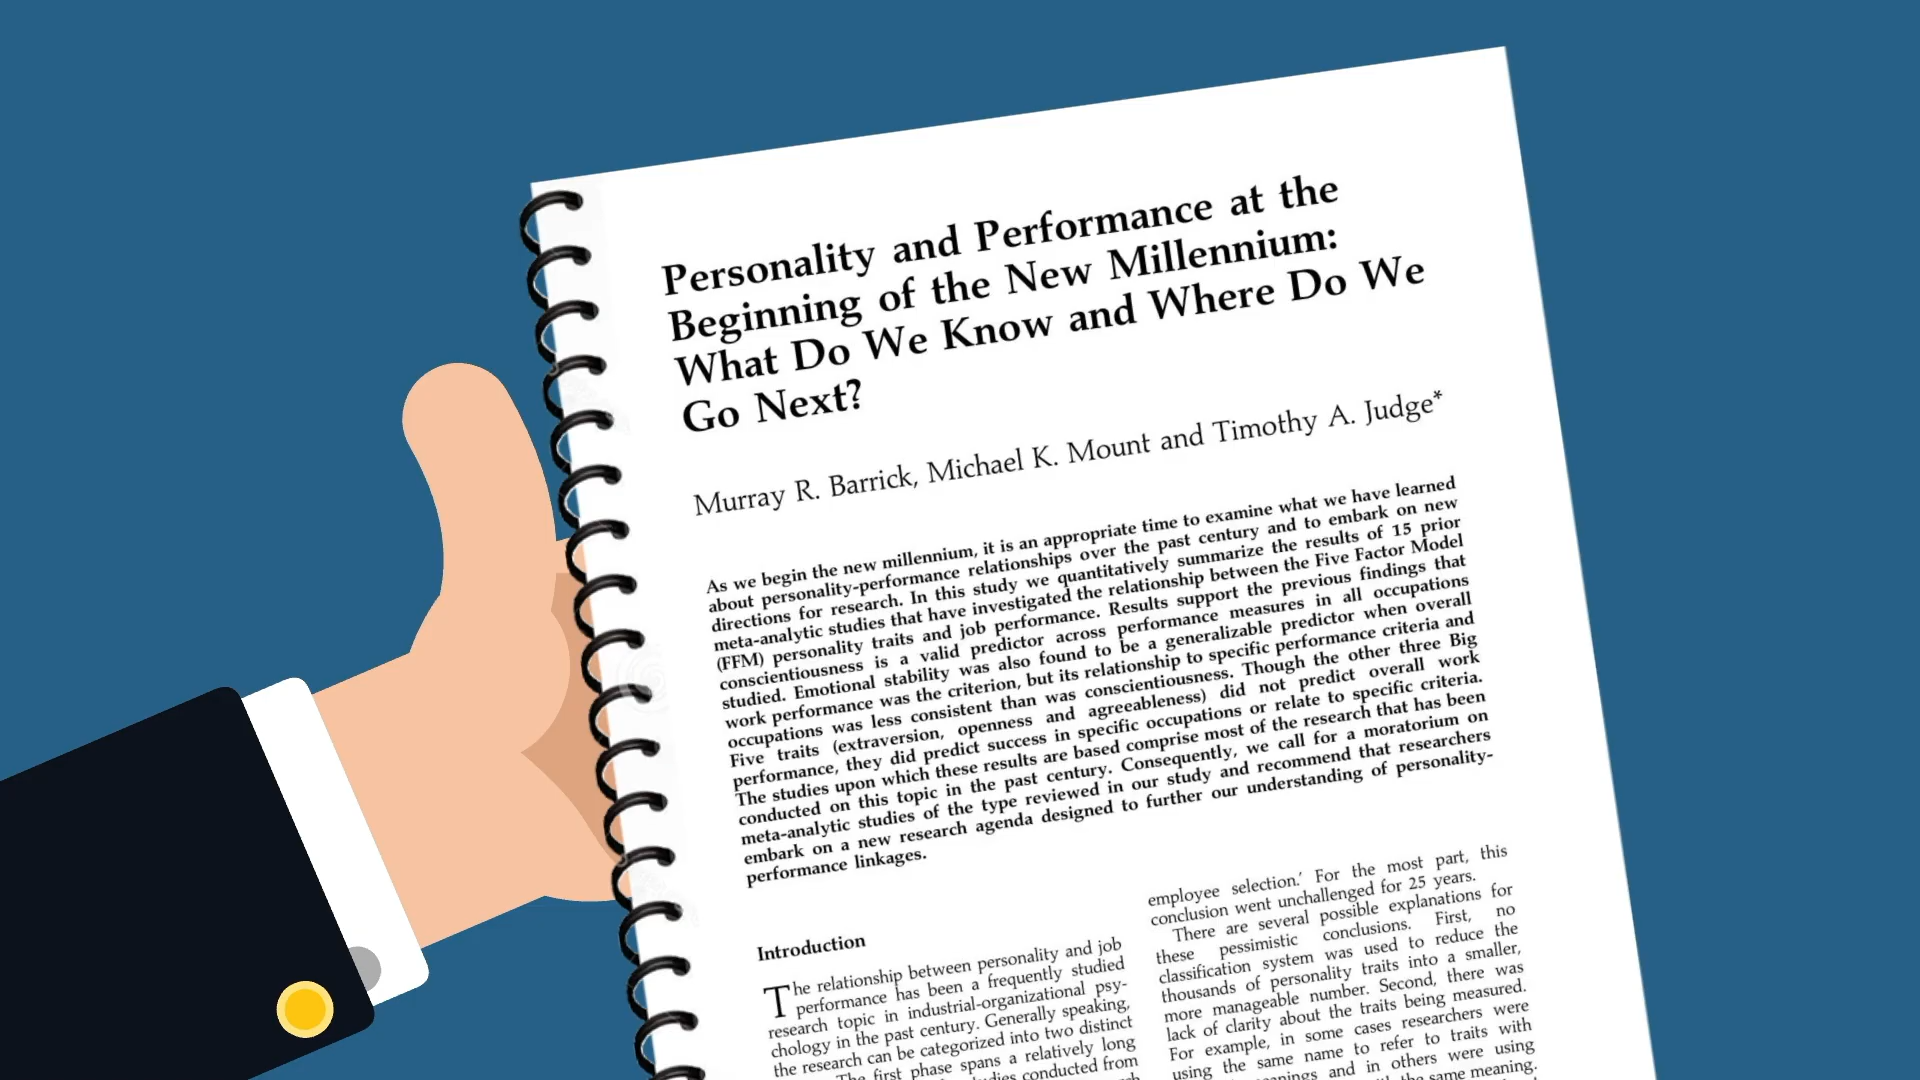 Personality and Performance at the
Beginning of the New Millennium:
What Do We Know and Where Do We
Go Next?
Murray R. Barrick, Michael K. Mount and Timothy A. Judge*
As we begin the new millennium, it is an appropriate time to examine what we have learned
about personality-performance relationships over the past century and to embark on new
directions for research. In this study we quantitatively summarize the results of 15 prior
meta-analytic studies that have investigated the relationship between the Five Factor Model
(FFM) personality traits and job performance. Results support the previous findings that
conscientiousness is a valid predictor across performance measures in all occupations
studied. Emotional stability was also found to be a generalizable predictor when overall
work performance was the criterion, but its relationship to specific performance criteria and
occupations was less consistent than was conscientiousness. Though the other three Big
Five traits (extraversion, openness and agreeableness) did not predict overall work
performance, they did predict success in specific occupations or relate to specific criteria.
The studies upon which these results are based comprise most of the research that has been
conducted on this topic in the past century. Consequently, we call for a moratorium on
meta-analytic studies of the type reviewed in our study and recommend that researchers
embark on a new research agenda designed to further our understanding of personality-
performance linkages.
Introduction
The relationship between personality and job
performance has been a frequently studied
research topic in industrial-organizational psy-
chology in the past century. Generally speaking,
the research can be categorized into two distinct
The first phase spans a relatively long
conducted from
employee selection.' For the most part, this
conclusion went unchallenged for 25 years.
There are several possible explanations for
these pessimistic conclusions. First, no
classification system was used to reduce the
thousands of personality traits into a smaller,
more manageable number. Second, there was
lack of clarity about the traits being measured.
For example, in some cases researchers were
using the same name to refer to traits with
and in others were using
the same meaning.